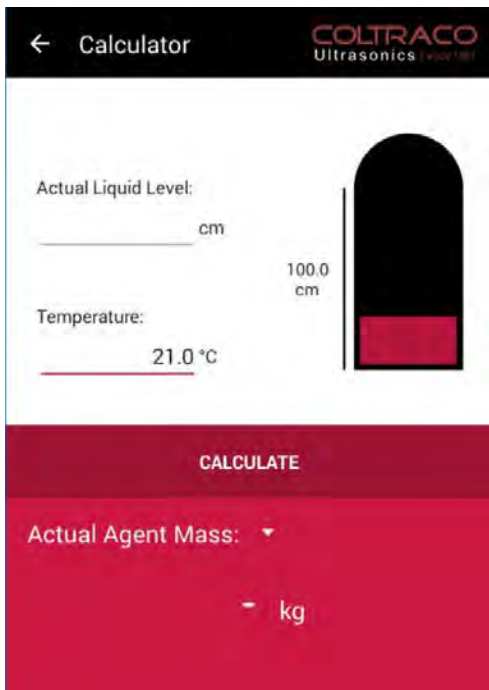 Calculator
COLTRACO
Ultrasonics
Actual Liquid Level:
cm
100.0
cm
Temperature:
21.0 °C
CALCULATE
Actual Agent Mass:
- kg